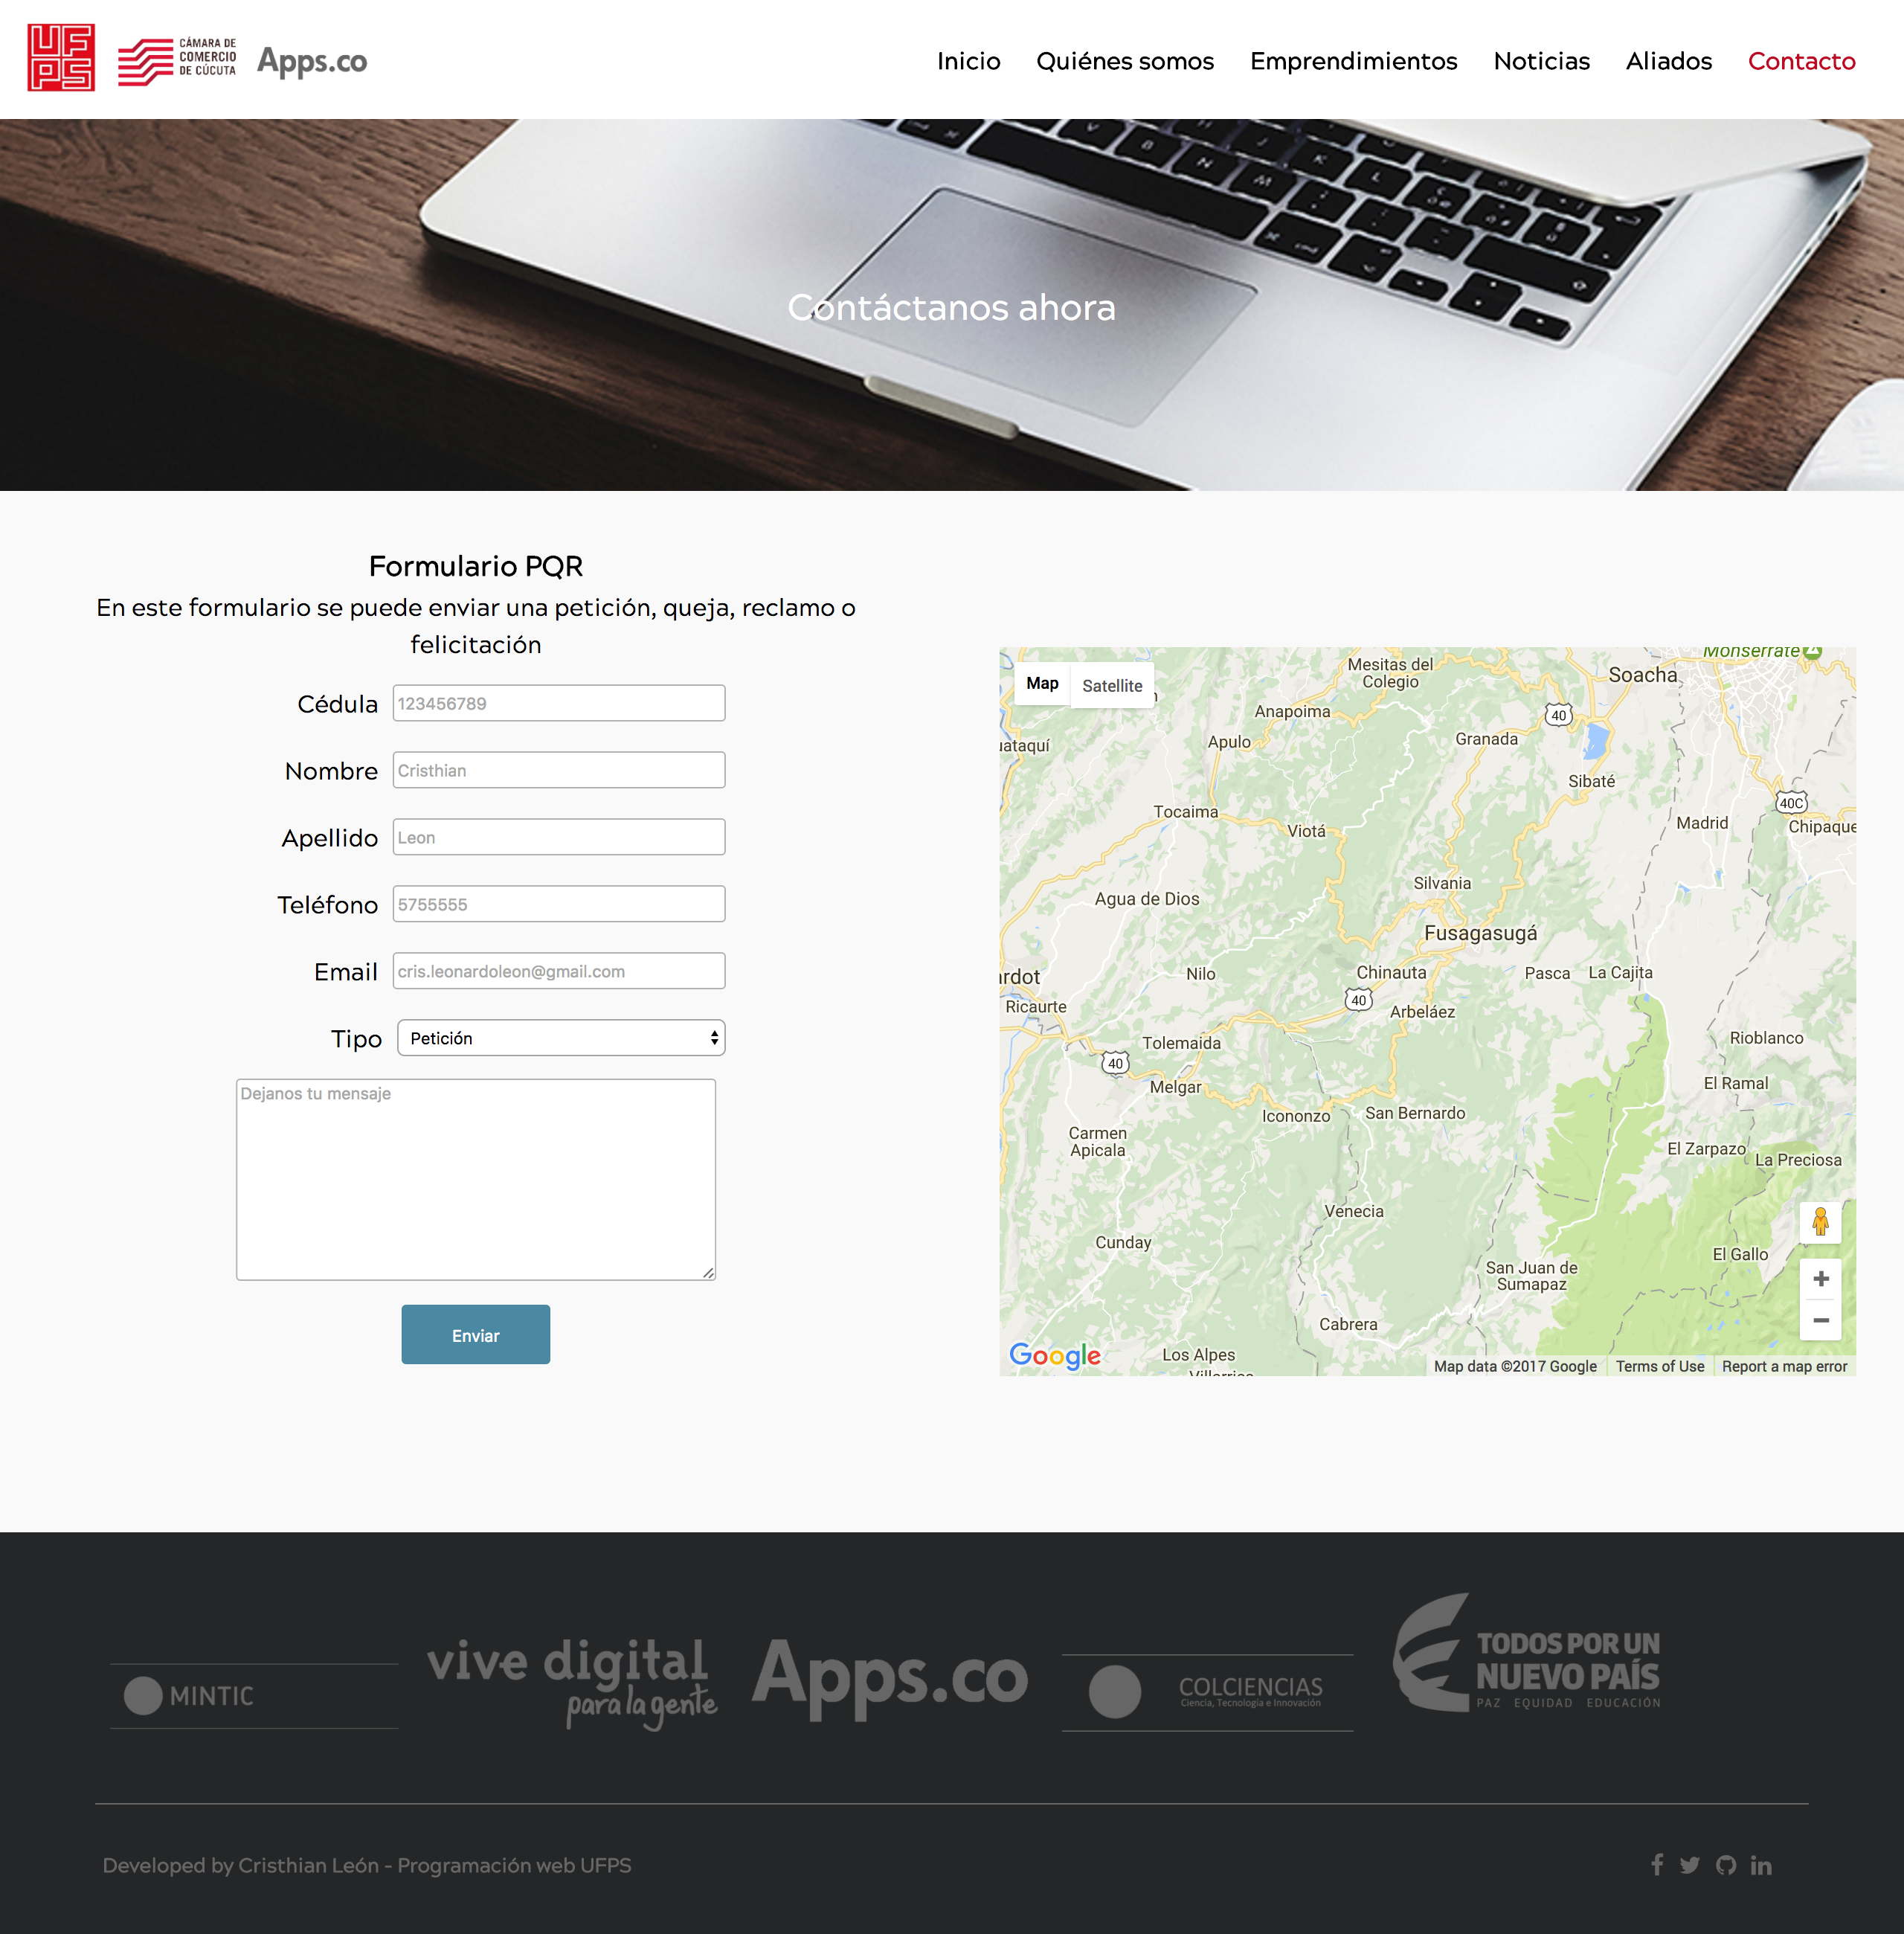 UFPS
CÁMARA DE
COMERCIO
DE CÚCUTA
Apps.co
Inicio Quiénes somos Emprendimientos Noticias Aliados Contacto
Contáctanos ahora
Formulario PQR
En este formulario se puede enviar una petición, queja, reclamo o
felicitación
Cédula 123456789
Nombre Cristhian
Apellido Leon
Teléfono 5755555
Email cris.leonardoleon@gmail.com
Tipo Petición
Dejanos tu mensaje
Enviar
Map Satellite
Monserrate
Mesitas del
Colegio
Soacha
Anapoima
40
Apulo
Granada
Sibaté
40C
Tocaima
Viotá
Madrid
Chipaque
Silvania
Agua de Dios
Fusagasugá
Nilo
Chinauta
Pasca
La Cajita
Ricaurte
40
Arbeláez
Tolemaida
Rioblanco
40
Melgar
El Ramal
Icononzo
San Bernardo
Carmen
Apicala
El Zarpazo
La Preciosa
Venecia
Cunday
El Gallo
San Juan de
Sumapaz
Cabrera
Los Alpes
Google
Map data ©2017 Google Terms of Use Report a map error
MINTIC
vive digital
para la gente
Apps.co
COLCIENCIAS
Ciencia, Tecnología e Innovación
TODOS POR UN
NUEVO PAÍS
PAZ EQUIDAD EDUCACIÓN
Developed by Cristhian León - Programación web UFPS